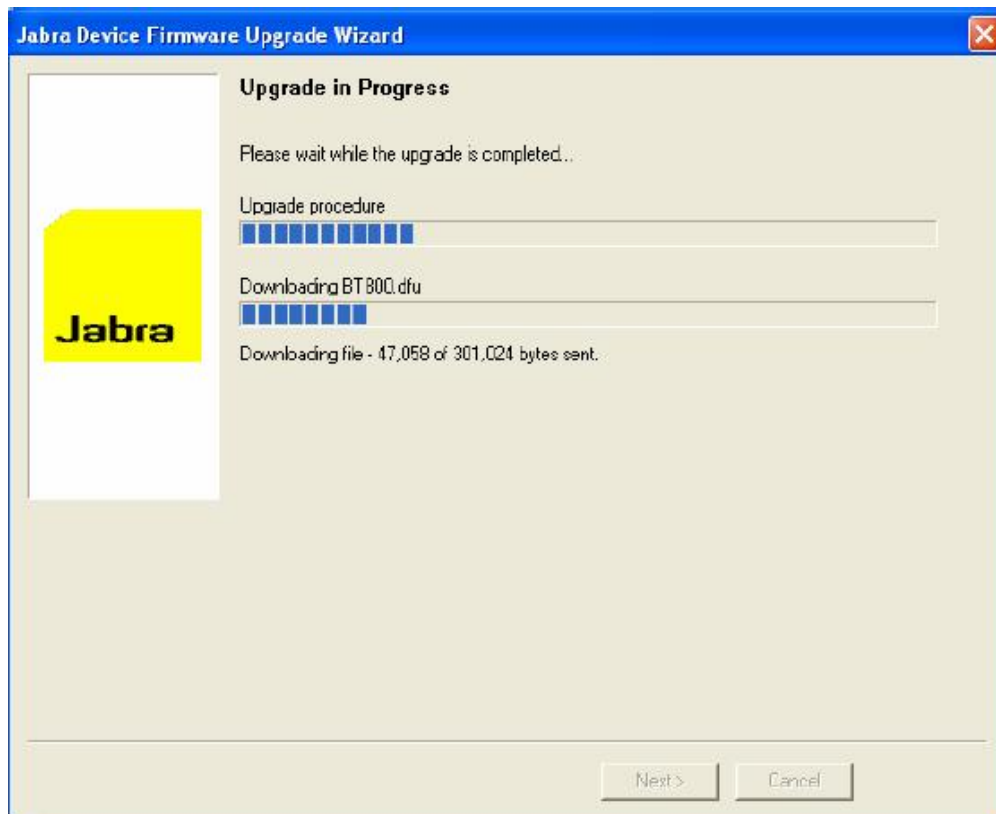 Jabra Device Firmware Upgrade Wizard
Upgrade in Progress
Please wait while the upgrade is completed...
Upgrade procedure
Downloading BT800.dfu
Jabra
Downloading file - 47,058 of 301,024 bytes sent.
Next >
Cancel